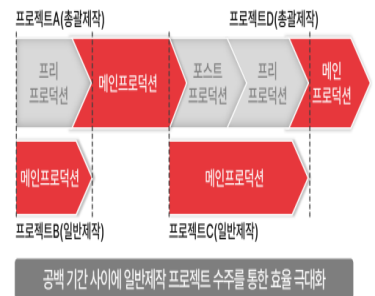 프로젝트A(총괄제작) 프로젝트D(총괄제작)
프리 프로덕션
메인프로덕션
포스트 프로덕션
프리 프로덕션
메인 프로덕션
메인프로덕션 메인프로덕션
프로젝트B(일반제작) 프로젝트C(일반제작)
공백 기간 사이에 일반제작 프로젝트 수주를 통한 효율 극대화